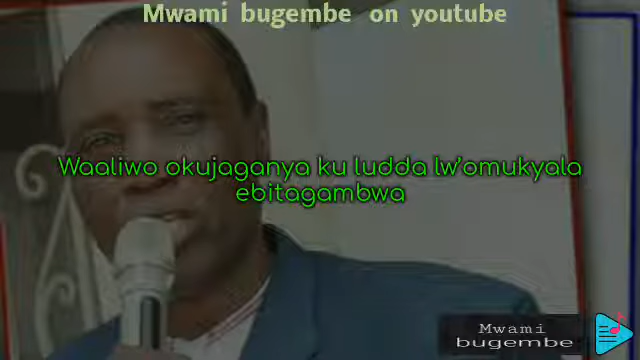 Mwami bugembe on youtube
Waaliwo okujaganya ku ludda lw'omukyala
ebitagambwa
Mwami
bugembe